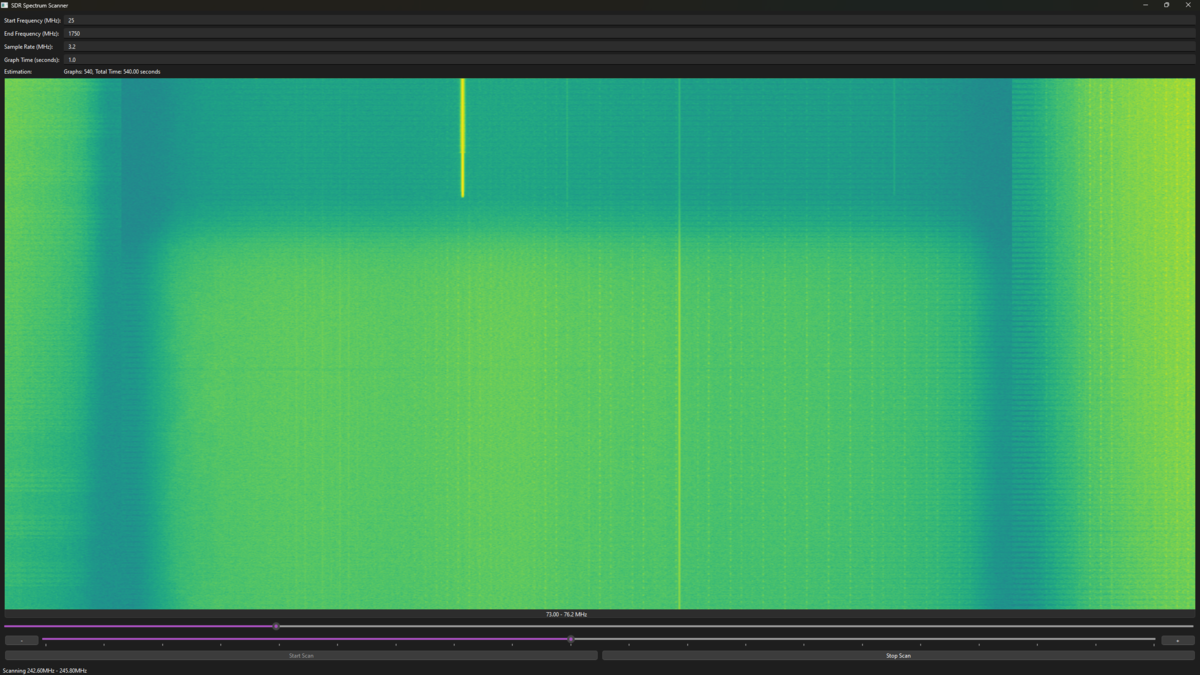 SDR Spectrum Scanner
Start Frequency (MHz): 25
End Frequency (MHz): 1750
Sample Rate (MHz): 3.2
Graph Time (seconds): 1.0
Estimation: Graphs: 540, Total Time: 540.00 seconds
73.00 - 76.2 MHz
- +
Start Scan Stop Scan
Scanning 242.60MHz - 245.80MHz